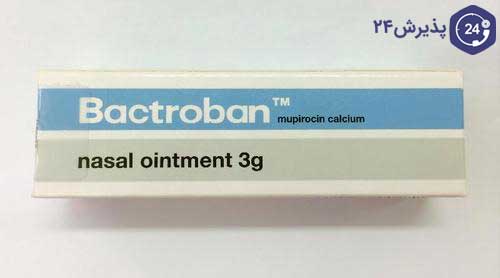 پذیرش۲۴
24
Bactroban™
mupirocin calcium
nasal ointment 3g